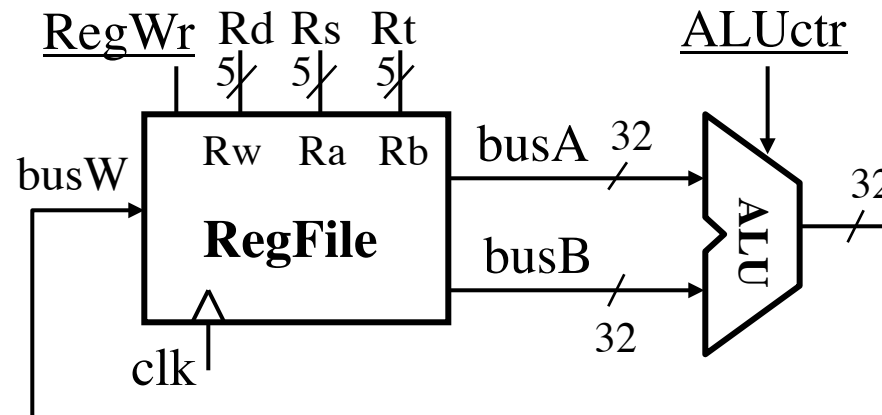 RegWr Rd Rs Rt ALUctr
5 5 5
Rw Ra Rb busA 32
busW 32
RegFile ALU
busB
32
clk